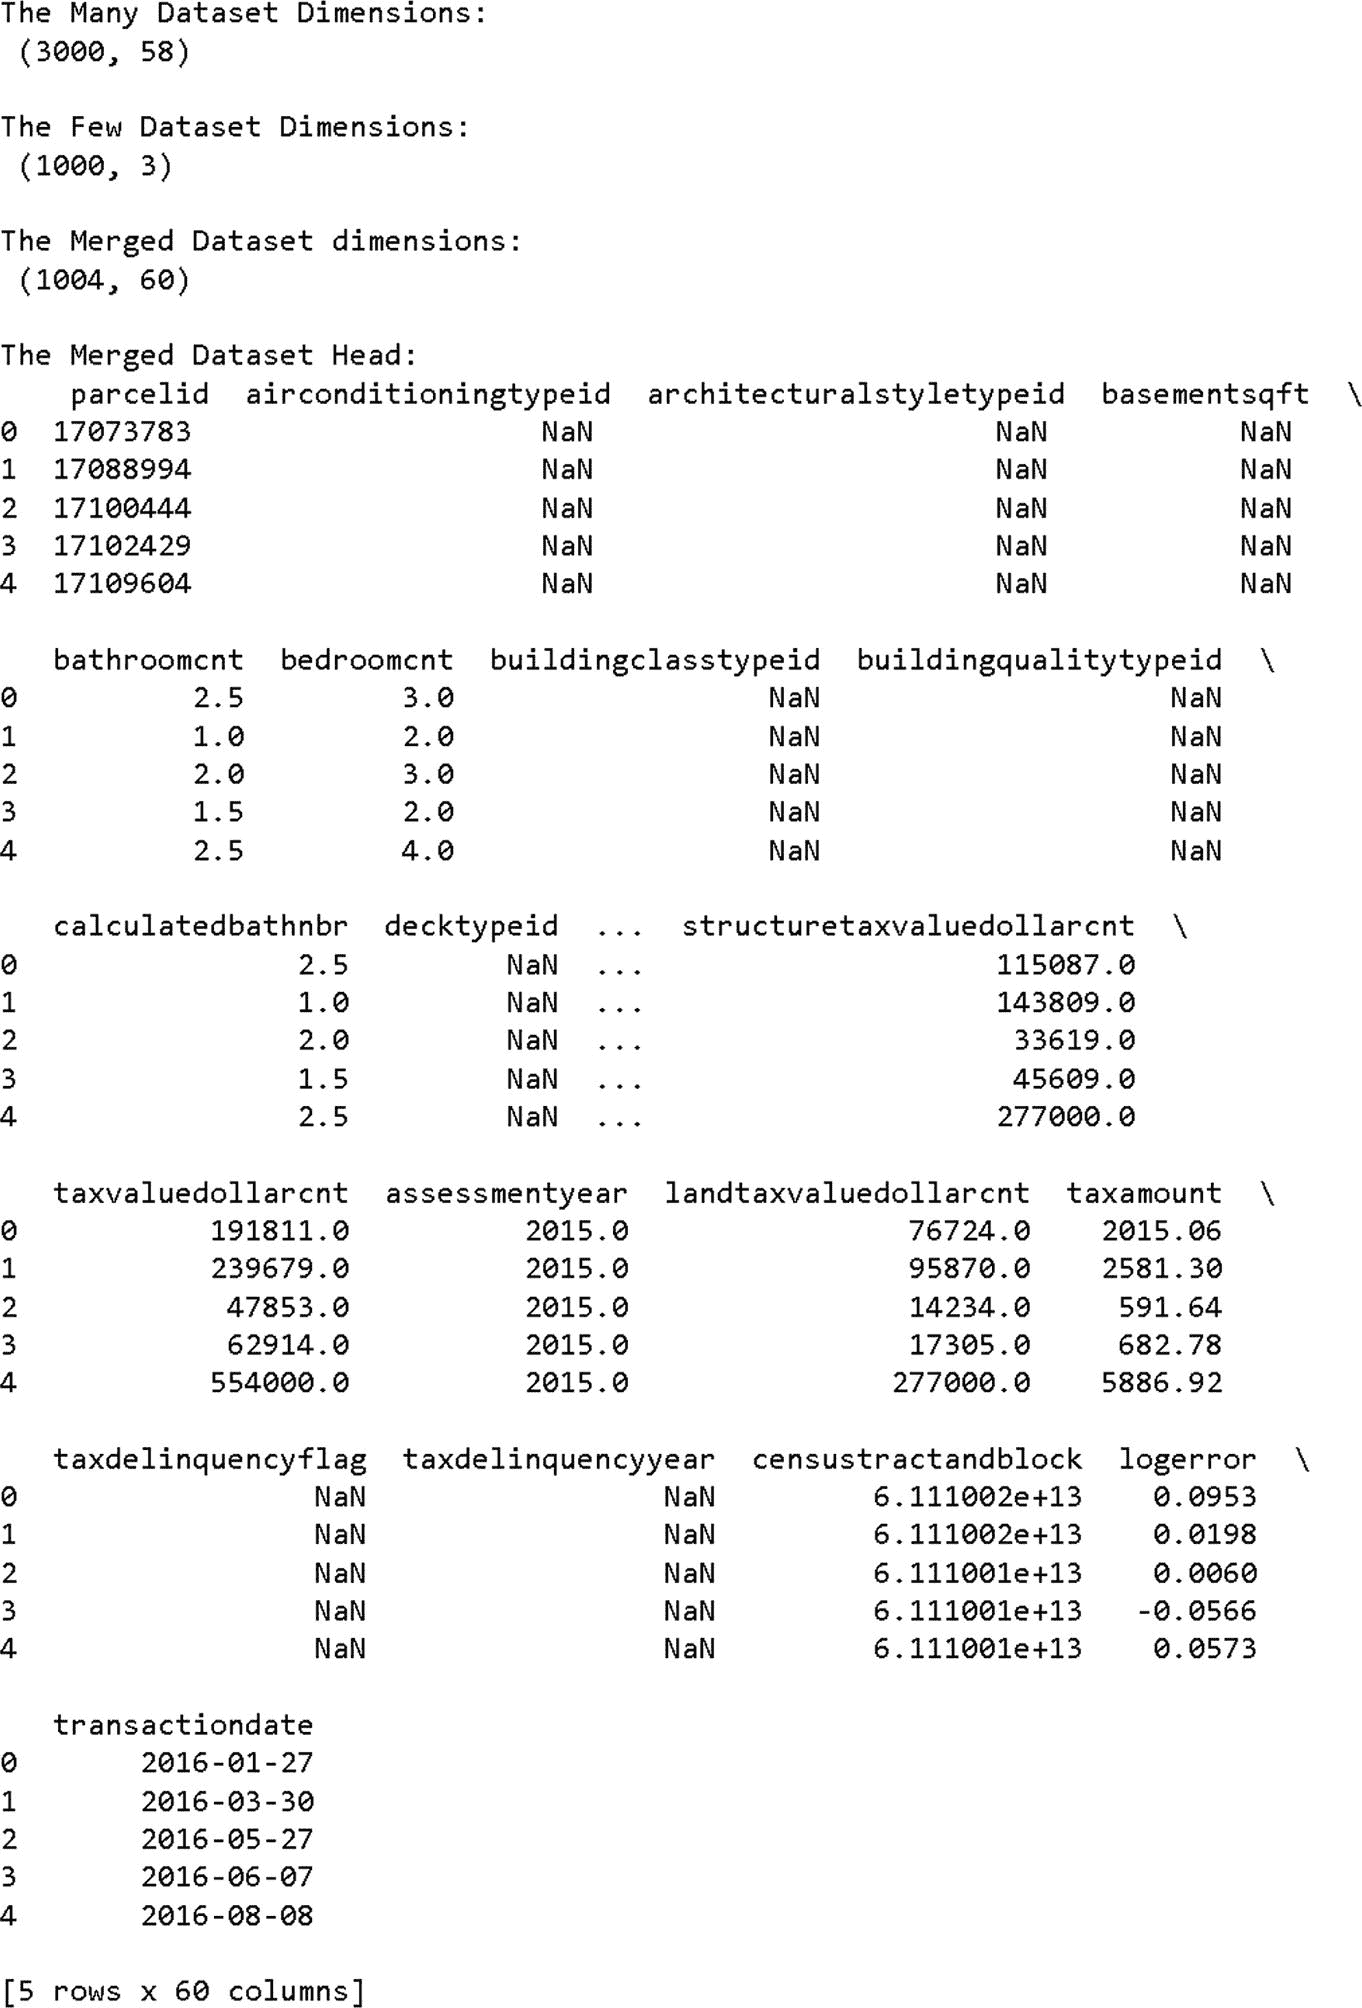 The Many Dataset Dimensions:
 (3000, 58)

The Few Dataset Dimensions:
 (1000, 3)

The Merged Dataset dimensions:
 (1004, 60)

The Merged Dataset Head:
    parcelid  airconditioningtypeid  architecturalstyletypeid  basementsqft  \
0  17073783                    NaN                       NaN           NaN
1  17088994                    NaN                       NaN           NaN
2  17100444                    NaN                       NaN           NaN
3  17102429                    NaN                       NaN           NaN
4  17109604                    NaN                       NaN           NaN

   bathroomcnt  bedroomcnt  buildingclasstypeid  buildingqualitytypeid  \
0          2.5         3.0                  NaN                    NaN
1          1.0         2.0                  NaN                    NaN
2          2.0         3.0                  NaN                    NaN
3          1.5         2.0                  NaN                    NaN
4          2.5         4.0                  NaN                    NaN

   calculatedbathnbr  decktypeid  ...  structuretaxvaluedollarcnt  \
0                2.5         NaN  ...                    115087.0
1                1.0         NaN  ...                    143809.0
2                2.0         NaN  ...                     33619.0
3                1.5         NaN  ...                     45609.0
4                2.5         NaN  ...                    277000.0

   taxvaluedollarcnt  assessmentyear  landtaxvaluedollarcnt  taxamount  \
0           191811.0          2015.0                76724.0    2015.06
1           239679.0          2015.0                95870.0    2581.30
2            47853.0          2015.0                14234.0     591.64
3            62914.0          2015.0                17305.0     682.78
4           554000.0          2015.0               277000.0    5886.92

   taxdelinquencyflag  taxdelinquencyyear  censustractandblock  logerror  \
0                 NaN                 NaN         6.111002e+13    0.0953
1                 NaN                 NaN         6.111002e+13    0.0198
2                 NaN                 NaN         6.111001e+13    0.0060
3                 NaN                 NaN         6.111001e+13   -0.0566
4                 NaN                 NaN         6.111001e+13    0.0573

   transactiondate
0       2016-01-27
1       2016-03-30
2       2016-05-27
3       2016-06-07
4       2016-08-08

[5 rows x 60 columns]